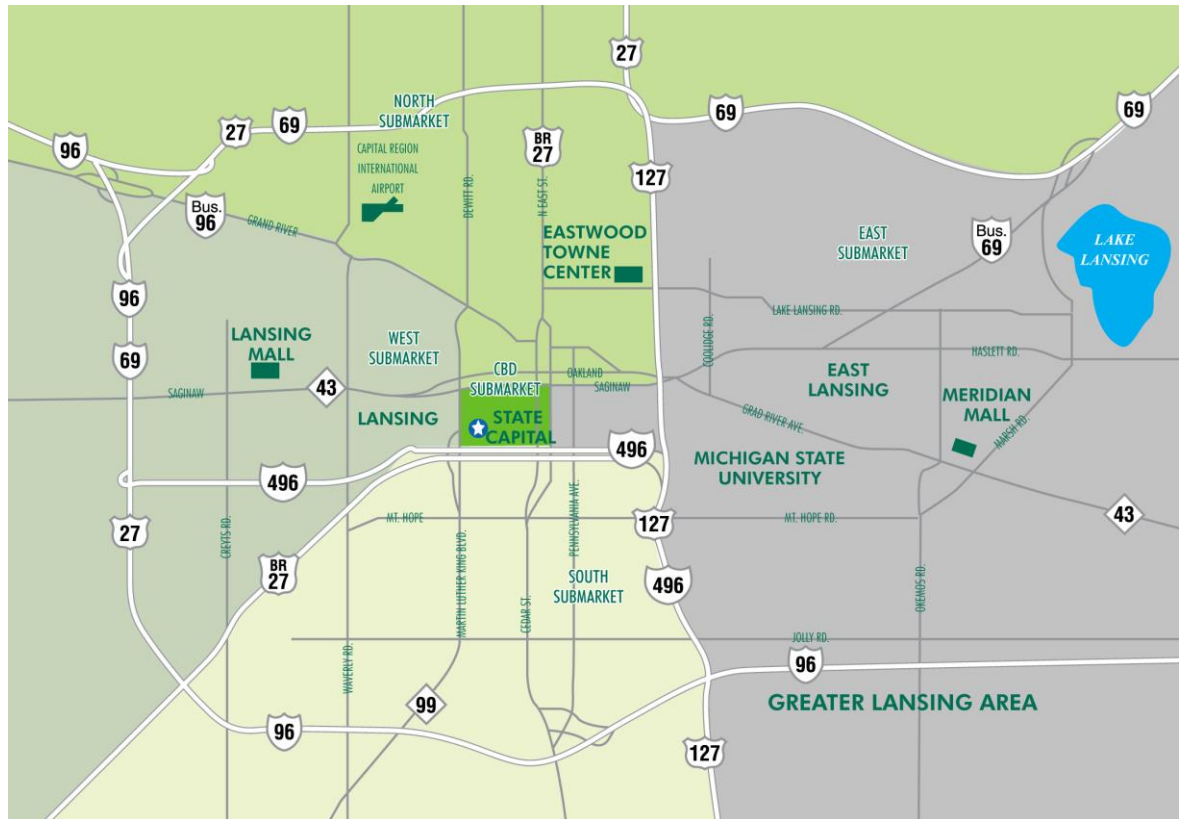 27
69
69
96
27
69
NORTH
SUBMARKET
BR
27
127
CAPITAL REGION
INTERNATIONAL
AIRPORT
DEWITT RD.
N EAST ST.
Bus.
96
GRAND RIVER
EASTWOOD
TOWNE
CENTER
EAST
SUBMARKET
Bus.
69
LAKE
LANSING
96
69
LANSING
MALL
WEST
SUBMARKET
LAKE LANSING RD.
COOLIDGE RD.
HASLETT RD.
CBD
SUBMARKET
OAKLAND
SAGINAW
SAGINAW
43
EAST
LANSING
MERIDIAN
MALL
LANSING
STATE
CAPITAL
GRAD RIVER AVE.
MARSH RD.
496
496
MICHIGAN STATE
UNIVERSITY
27
CREYTS RD.
MT. HOPE
PENNSYLVANIA AVE.
127
MT. HOPE RD.
43
BR
27
MARTIN LUTHER KING BLVD.
CEDAR ST.
SOUTH
SUBMARKET
496
OKEMOS RD.
WAVERLY RD.
JOLLY RD.
96
99
GREATER LANSING AREA
96
127